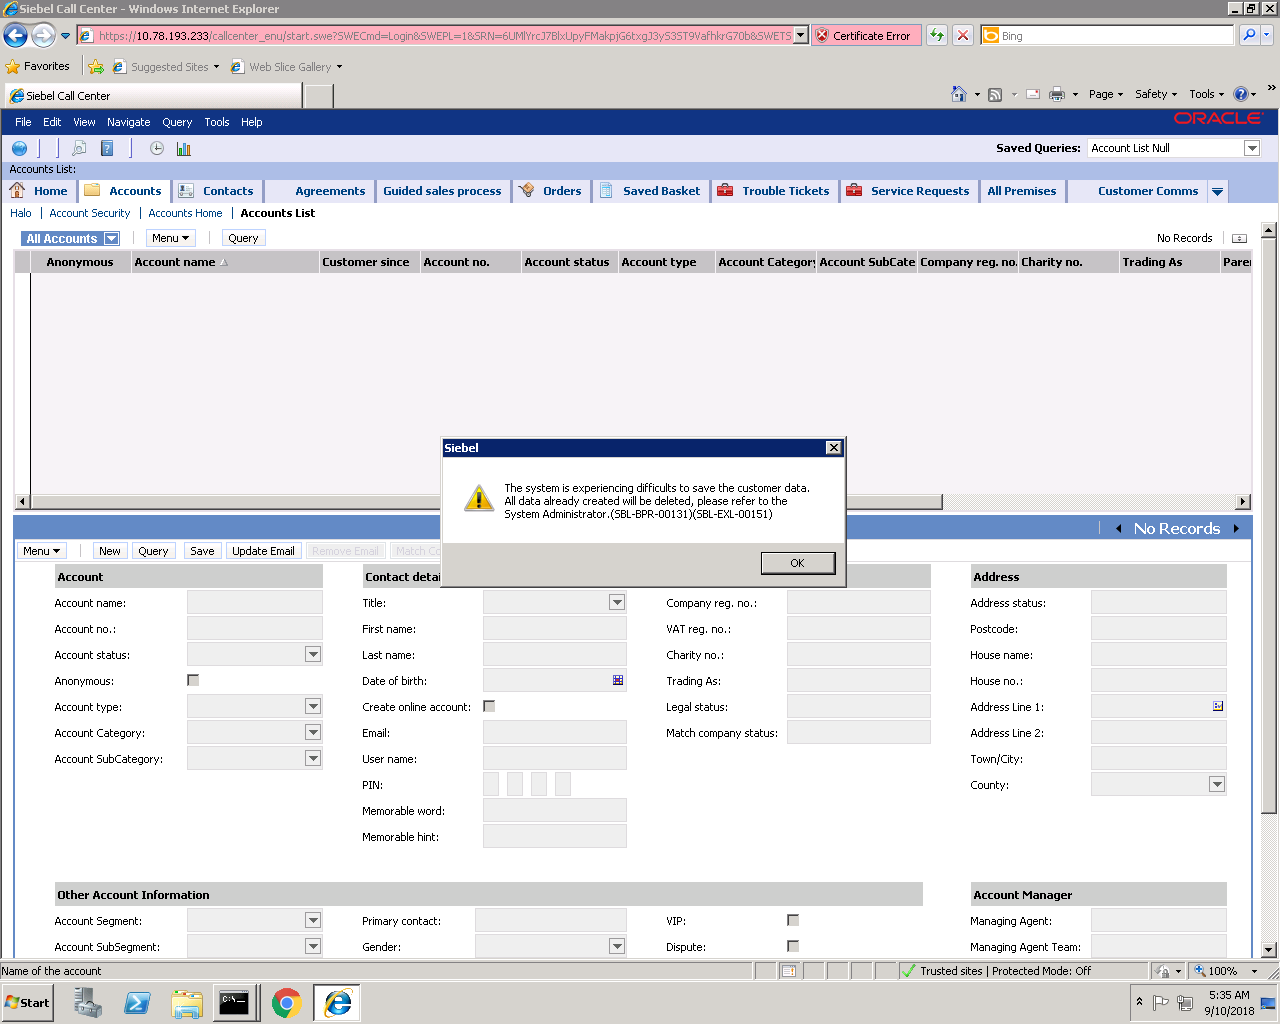 Siebel Call Center - Windows Internet Explorer
https://10.78.193.233/callcenter_enu/start.swe?SWECmd=Login&SWEPL=1&SRN= Certificate Error Bing
Favorites Suggested Sites Web Slice Gallery
Siebel Call Center Page Safety Tools »
File Edit View Navigate Query Tools Help ORACLE
Saved Queries: Account List Null
Accounts List:
Home Accounts Contacts Agreements Guided sales process Orders Saved Basket Trouble Tickets Service Requests All Premises Customer Comms
Halo | Account Security | Accounts Home | Accounts List
All Accounts Menu Query No Records
Anonymous Account name Customer since Account no. Account status Account type Account Category Account SubCate Company reg. no. Charity no. Trading As Parer
Siebel
The system is experiencing difficults to save the customer data.
All data already created will be deleted, please refer to the
System Administrator.(SBL-BPR-00131)(SBL-EXL-00151)
OK
No Records
Menu New Query Save Update Email Remove Email Match Co
Account Contact detai Address
Account name: Title: Company reg. no.: Address status:
Account no.: First name: VAT reg. no.: Postcode:
Account status: Last name: Charity no.: House name:
Anonymous: Date of birth: Trading As: House no.:
Account type: Create online account: Legal status: Address Line 1:
Account Category: Email: Match company status: Address Line 2:
Account SubCategory: User name: Town/City:
PIN: County:
Memorable word:
Memorable hint:
Other Account Information Account Manager
Account Segment: Primary contact: VIP: Managing Agent:
Account SubSegment: Gender: Dispute: Managing Agent Team:
Name of the account Trusted sites | Protected Mode: Off 100%
Start 5:35 AM
9/10/2018